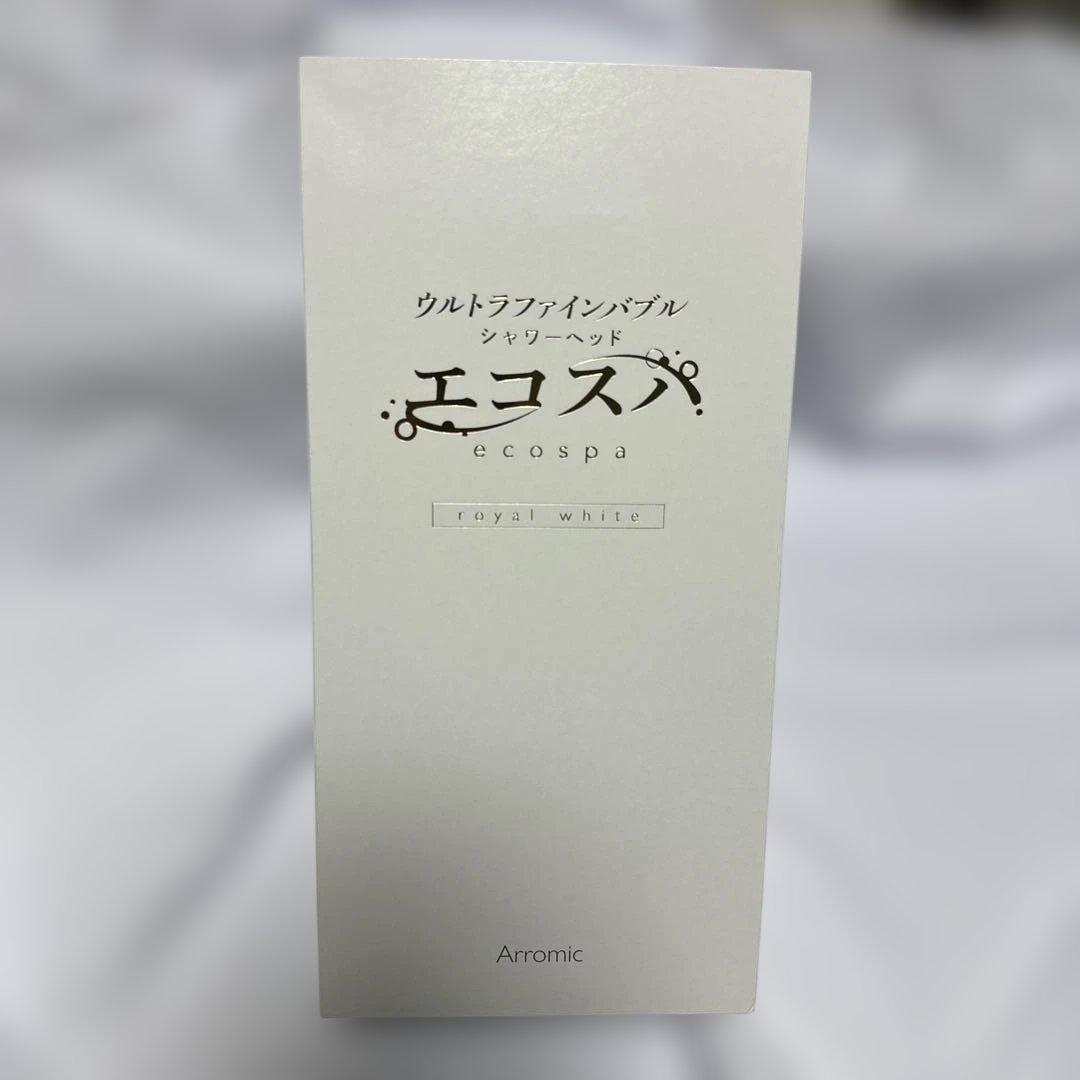 ウルトラファインバブル
シャワーヘッド
エコスパ
ecospa
royal white
Arromic